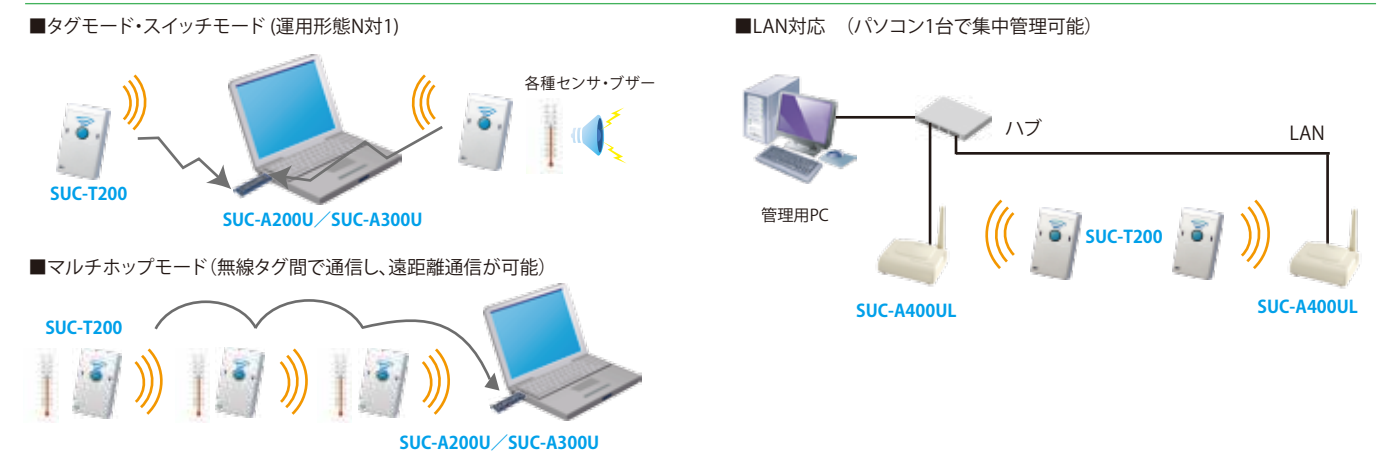 ■タグモード・スイッチモード (運用形態N対1)
各種センサ・ブザー
SUC-T200
SUC-A200U／SUC-A300U
■マルチホップモード（無線タグ間で通信し、遠距離通信が可能）
SUC-T200
SUC-A200U／SUC-A300U
■LAN対応　（パソコン1台で集中管理可能）
ハブ
LAN
管理用PC
SUC-T200
SUC-A400UL
SUC-A400UL